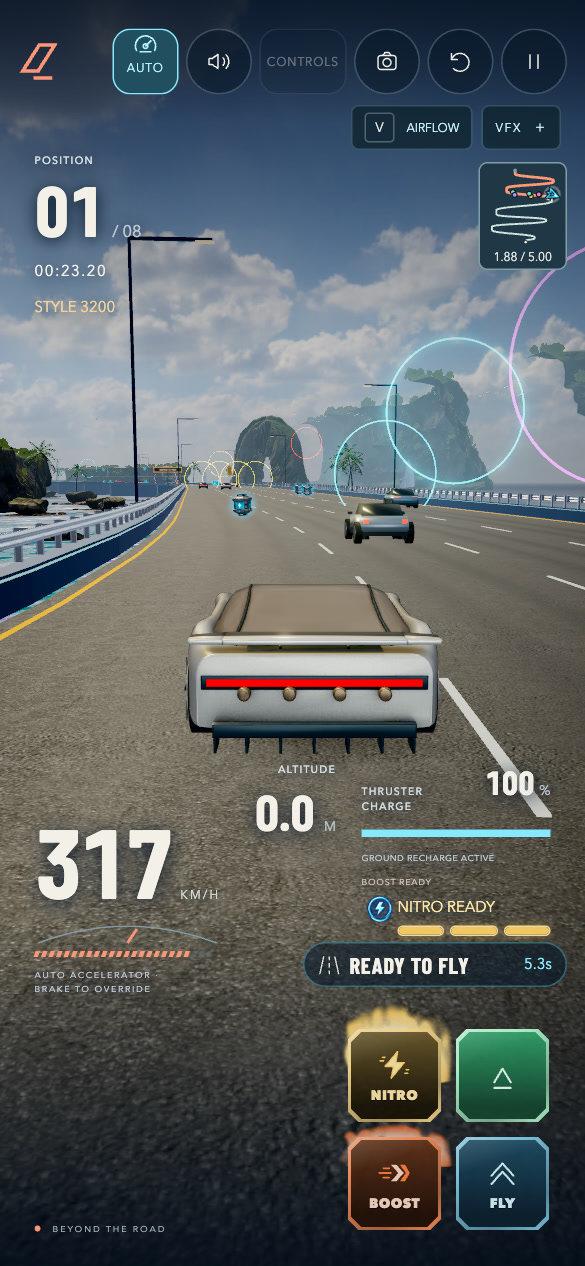 AUTO
CONTROLS
V AIRFLOW
VFX +
POSITION
01 / 08
00:23.20
STYLE 3200
1.88 / 5.00
ALTITUDE
0.0 M
THRUSTER
CHARGE
100 %
GROUND RECHARGE ACTIVE
BOOST READY
NITRO READY
317 KM/H
AUTO ACCELERATOR ·
BRAKE TO OVERRIDE
READY TO FLY 5.3s
NITRO
BOOST
FLY
BEYOND THE ROAD